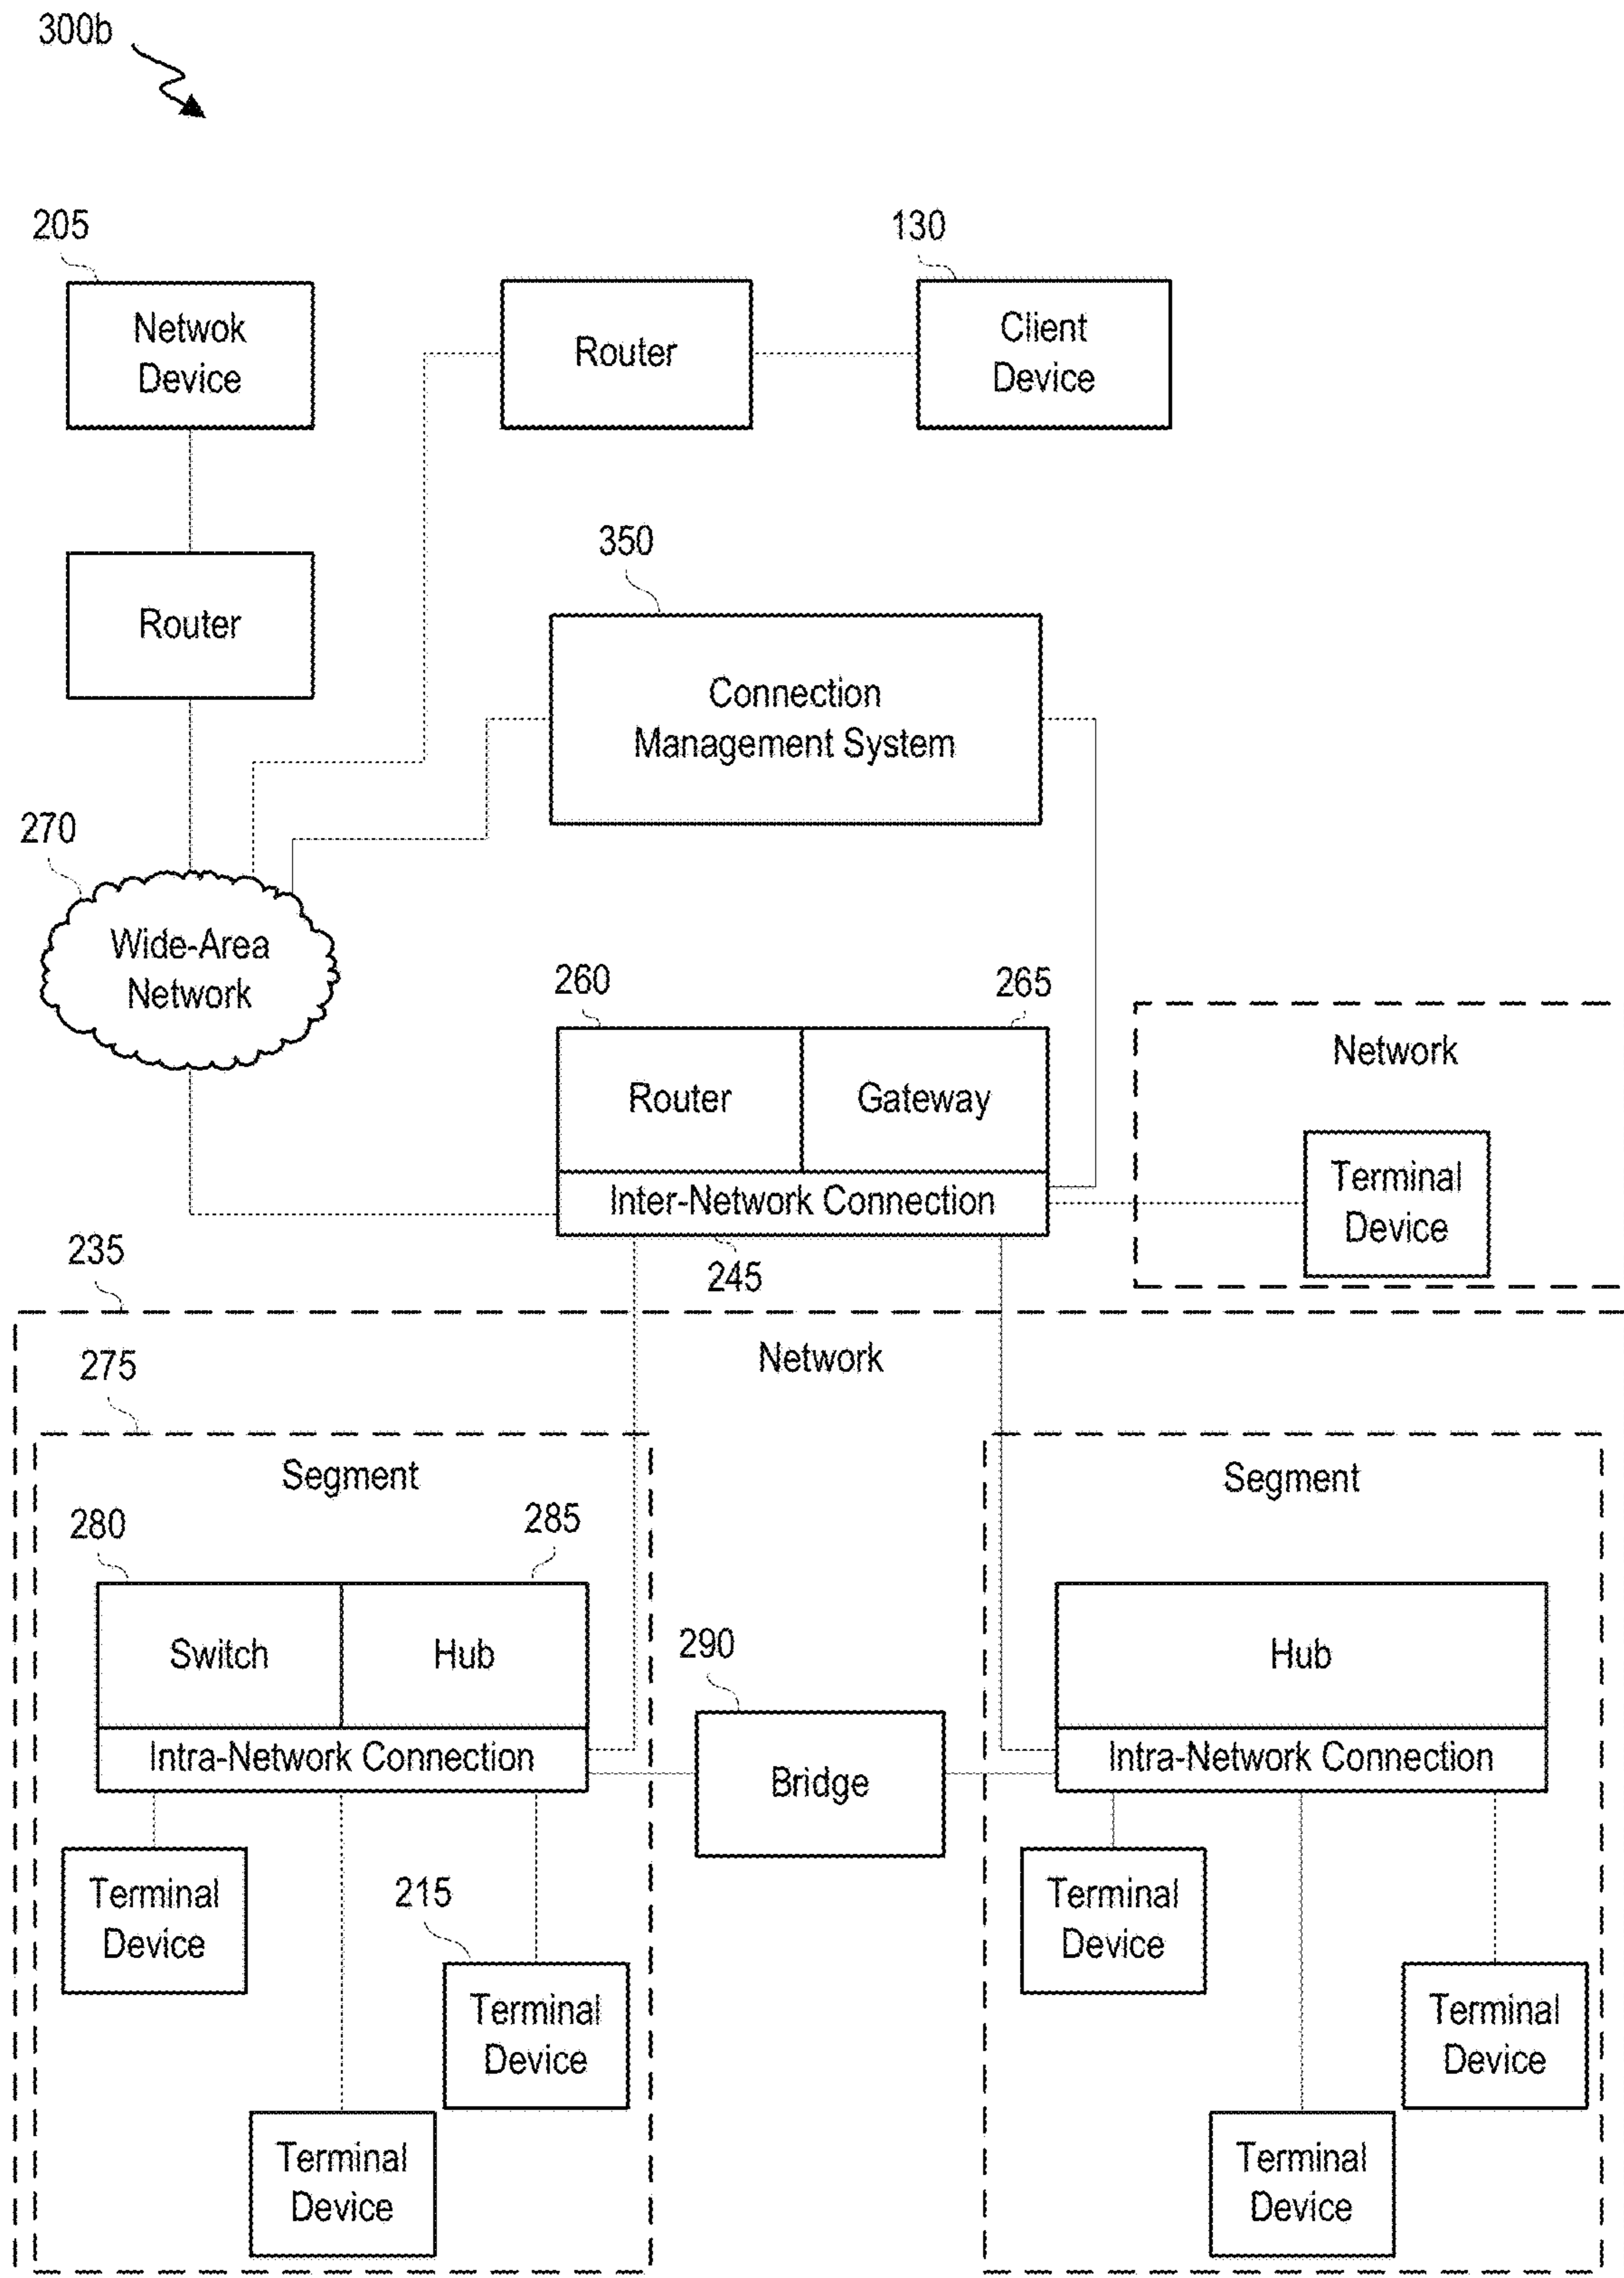 300b
205
130
Netwok
Device
Router
Client
Device
350
Router
Connection
Management System
270
Wide-Area
Network
260
265
Router
Gateway
Network
Inter-Network Connection
Terminal
Device
245
235
Network
275
Segment
Segment
280
285
Switch
Hub
290
Hub
Intra-Network Connection
Bridge
Intra-Network Connection
Terminal
Device
215
Terminal
Device
Terminal
Device
Terminal
Device
Terminal
Device
Terminal
Device